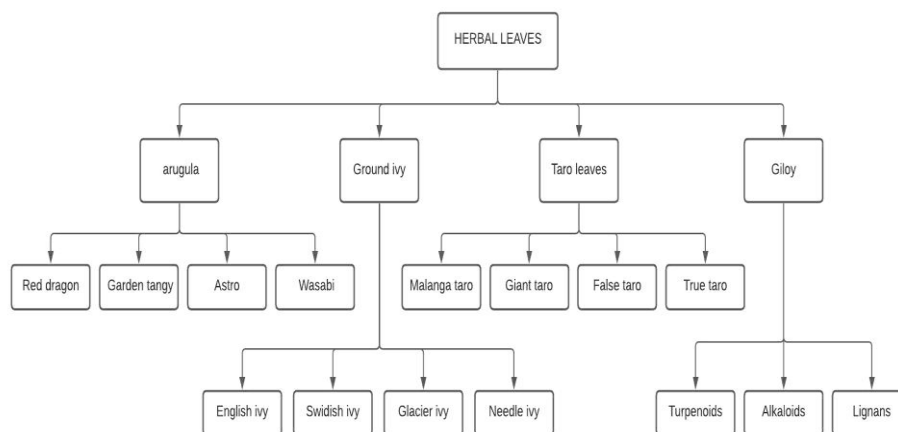 HERBAL LEAVES
arugula
Ground ivy
Taro leaves
Giloy
Red dragon
Garden tangy
Astro
Wasabi
Malanga taro
Giant taro
False taro
True taro
English ivy
Swidish ivy
Glacier ivy
Needle ivy
Turpenoids
Alkaloids
Lignans